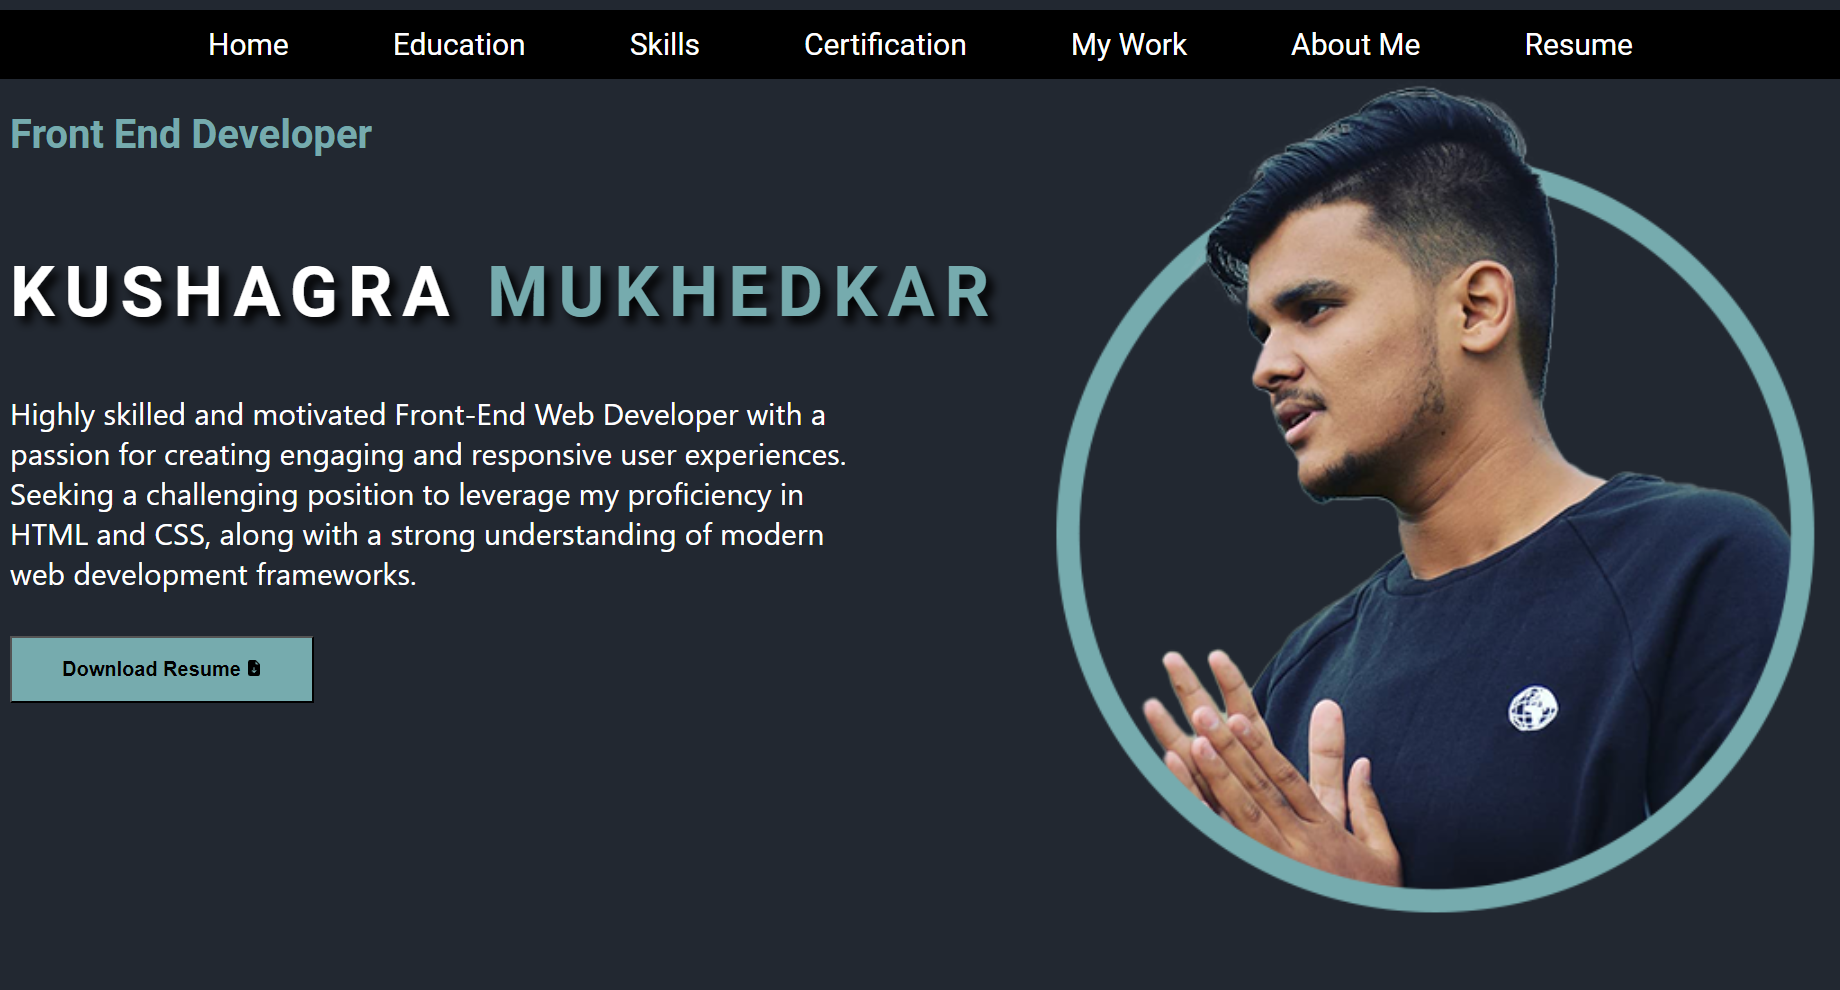 Home Education Skills Certification My Work About Me Resume
Front End Developer
KUSHAGRA MUKHEDKAR
Highly skilled and motivated Front-End Web Developer with a
passion for creating engaging and responsive user experiences.
Seeking a challenging position to leverage my proficiency in
HTML and CSS, along with a strong understanding of modern
web development frameworks.
Download Resume